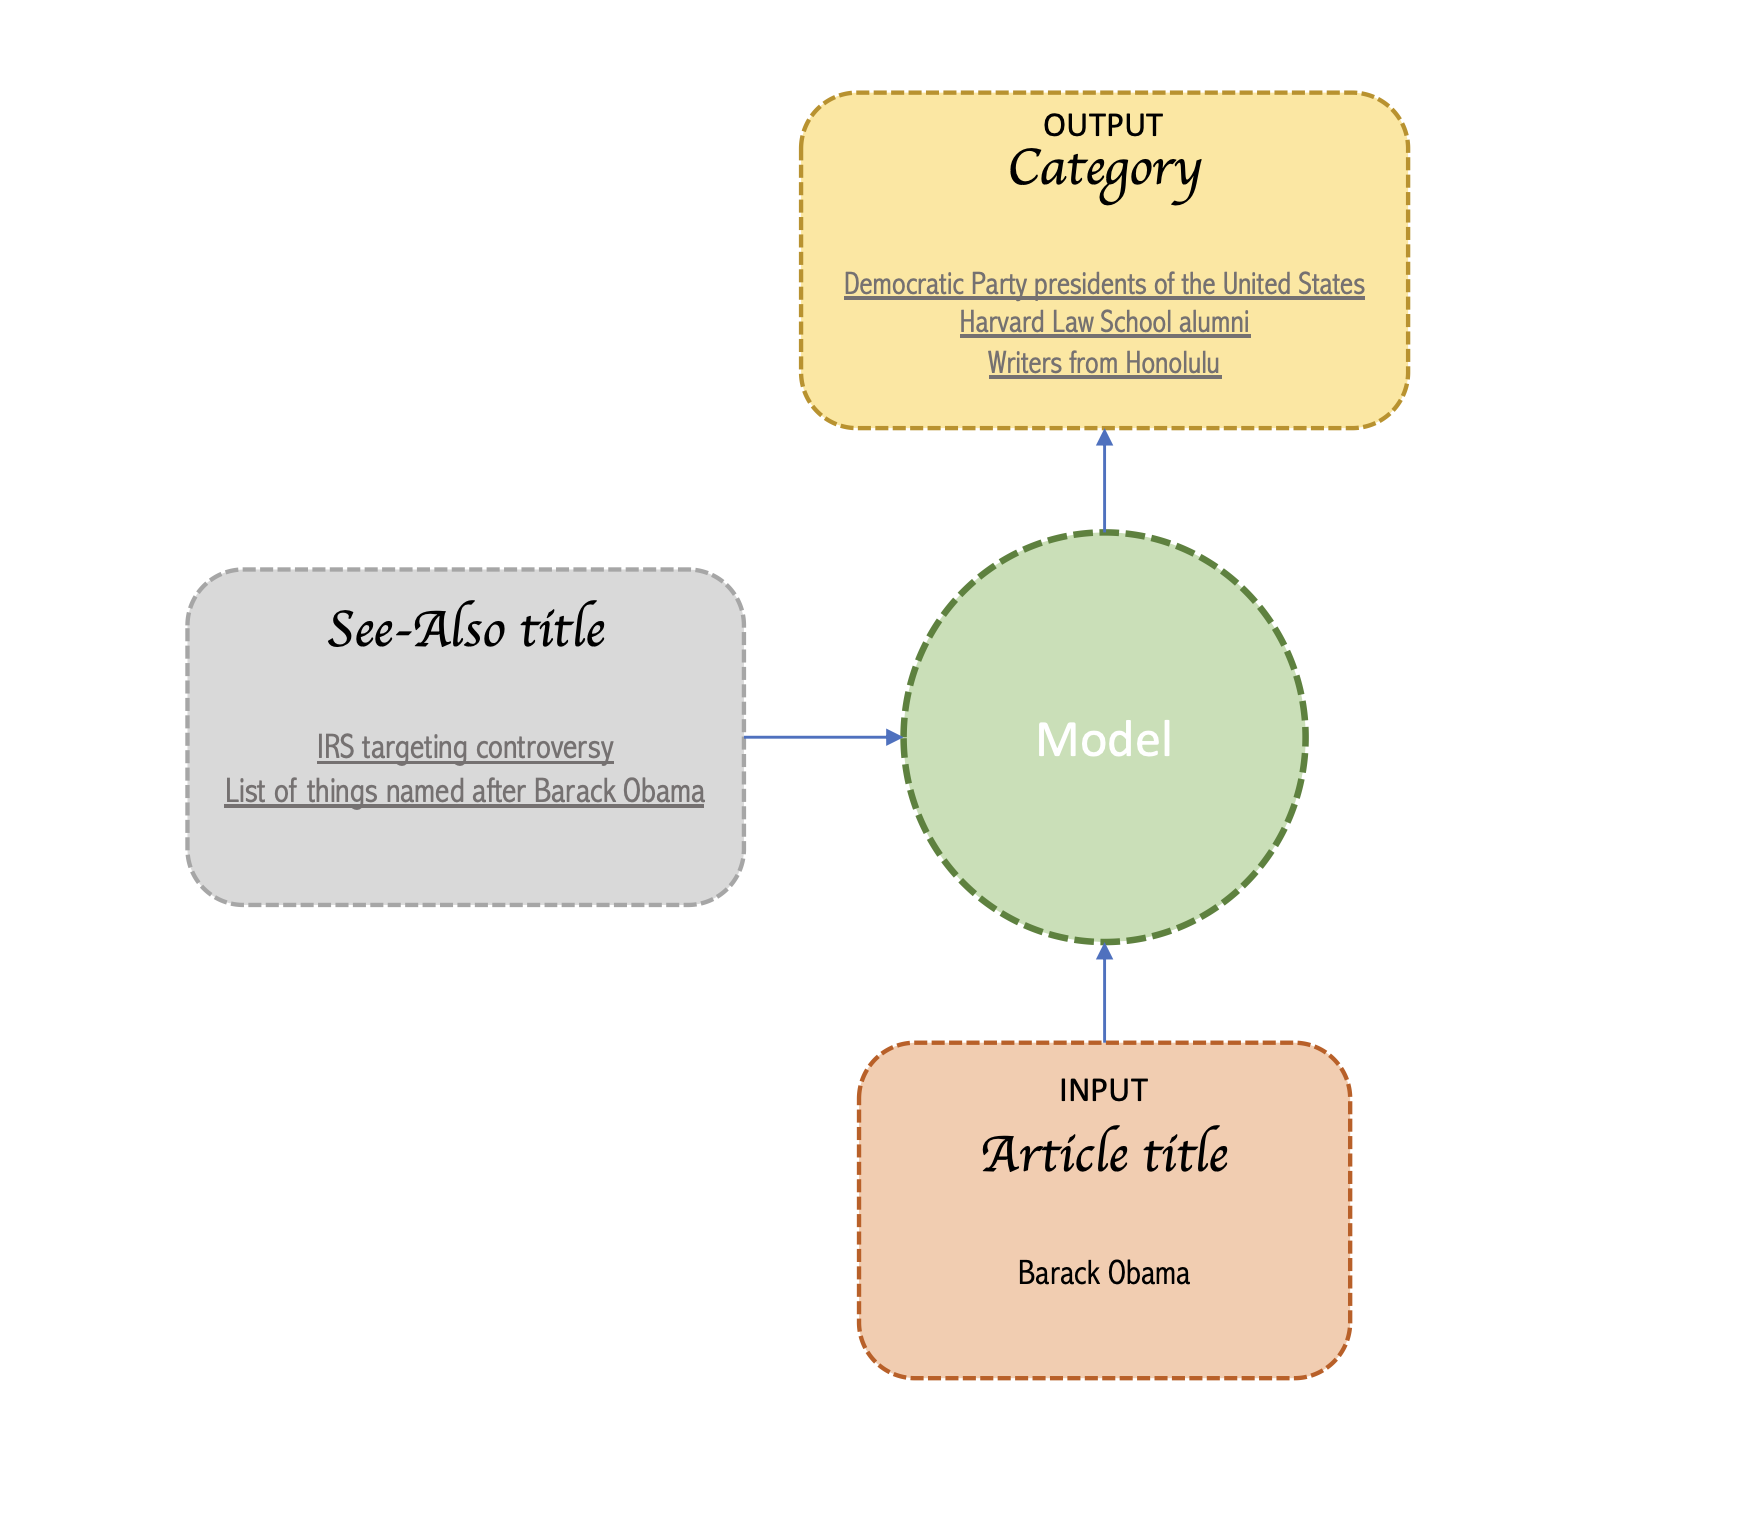 OUTPUT
Category
Democratic Party presidents of the United States
Harvard Law School alumni
Writers from Honolulu
See-Also title
IRS targeting controversy
List of things named after Barack Obama
Model
INPUT
Article title
Barack Obama